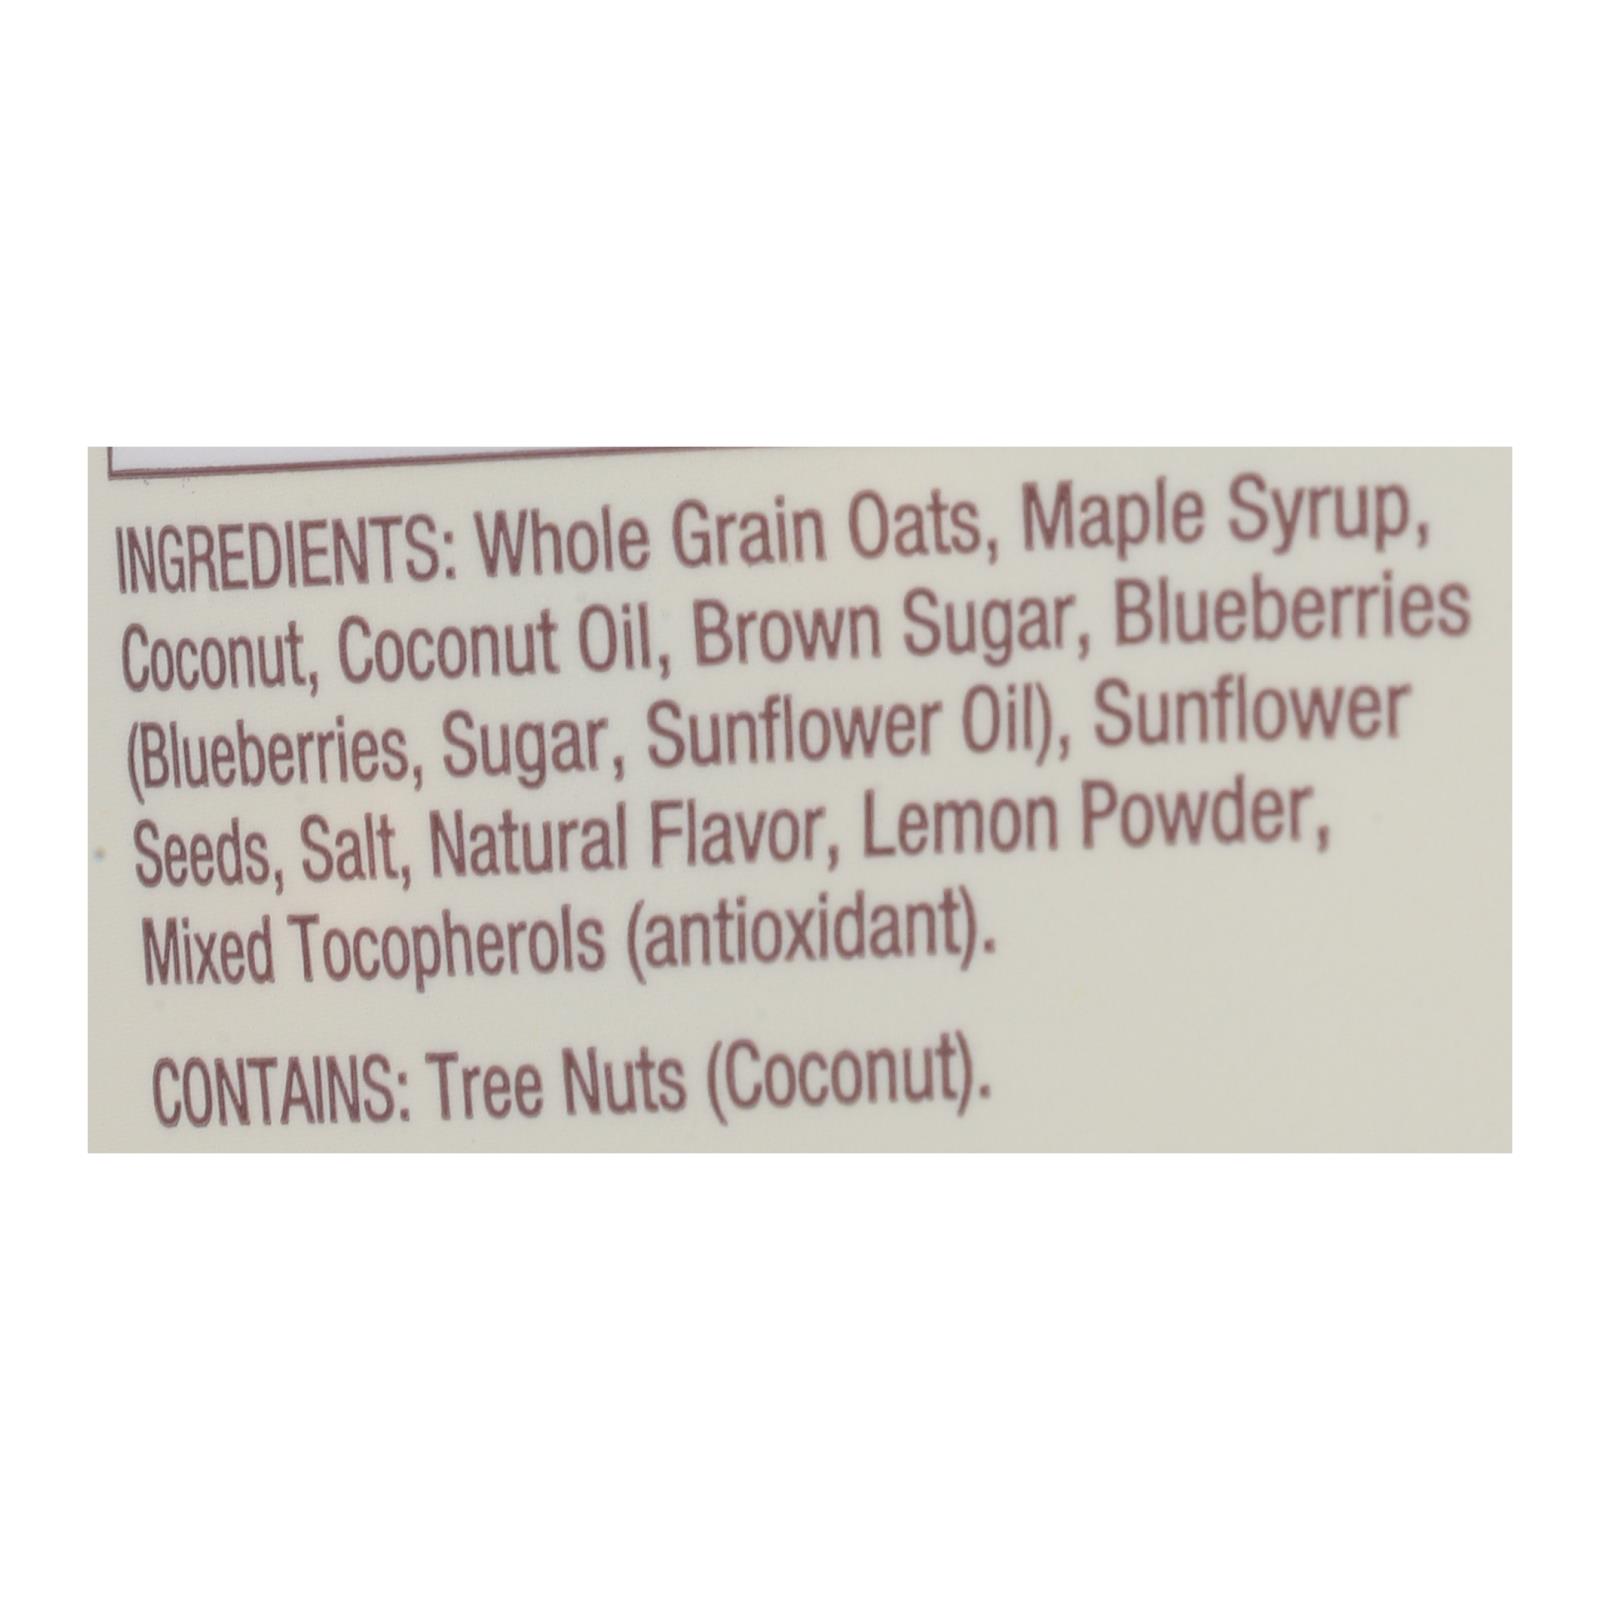 INGREDIENTS: Whole Grain Oats, Maple Syrup,
Coconut, Coconut Oil, Brown Sugar, Blueberries
(Blueberries, Sugar, Sunflower Oil), Sunflower
Seeds, Salt, Natural Flavor, Lemon Powder,
Mixed Tocopherols (antioxidant).
CONTAINS: Tree Nuts (Coconut).